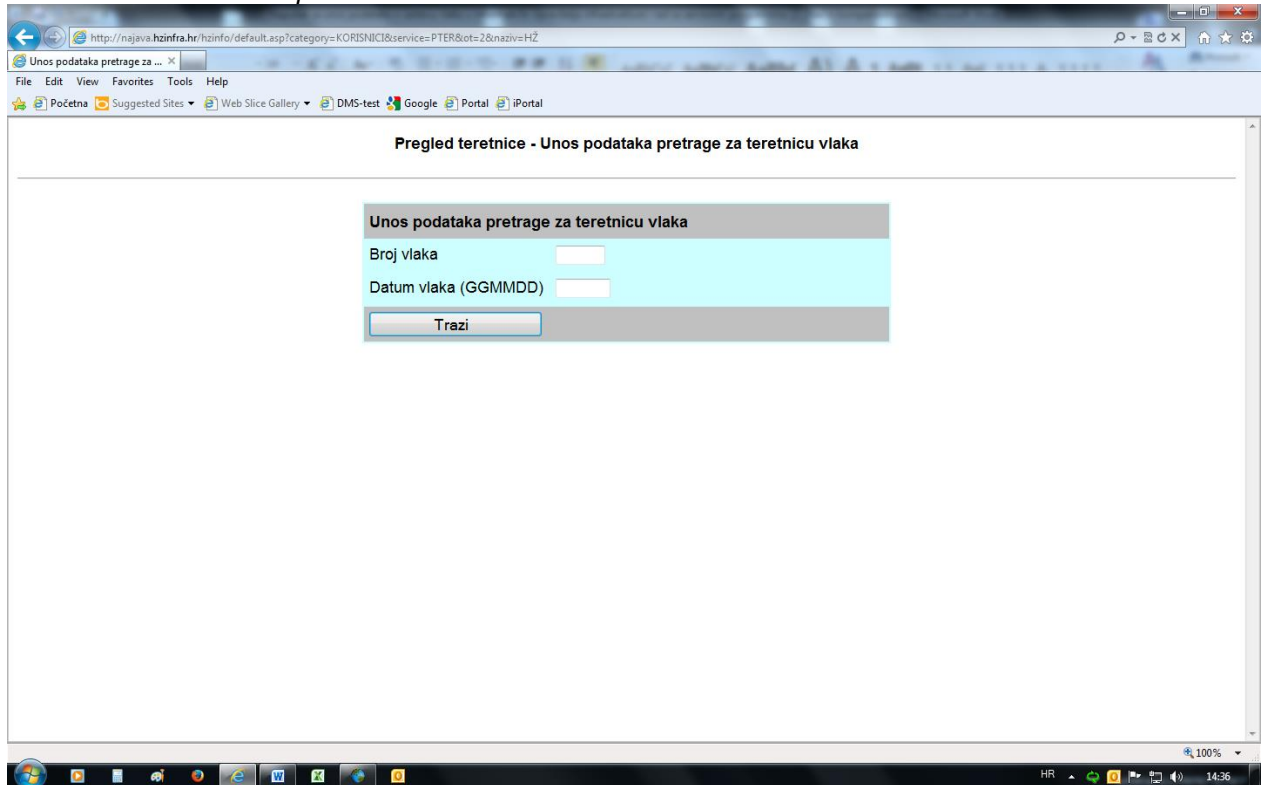 http://najava.hzinfra.hr/hzinfo/default.asp?category=KORISNICI&service=PTER&ot=2&naziv=HŽ
Unos podataka pretrage za ...
File Edit View Favorites Tools Help
Početna Suggested Sites Web Slice Gallery DMS-test Google Portal iPortal
Pregled teretnice - Unos podataka pretrage za teretnicu vlaka
Unos podataka pretrage za teretnicu vlaka
Broj vlaka
Datum vlaka (GGMMDD)
Trazi
100%
HR 14:36